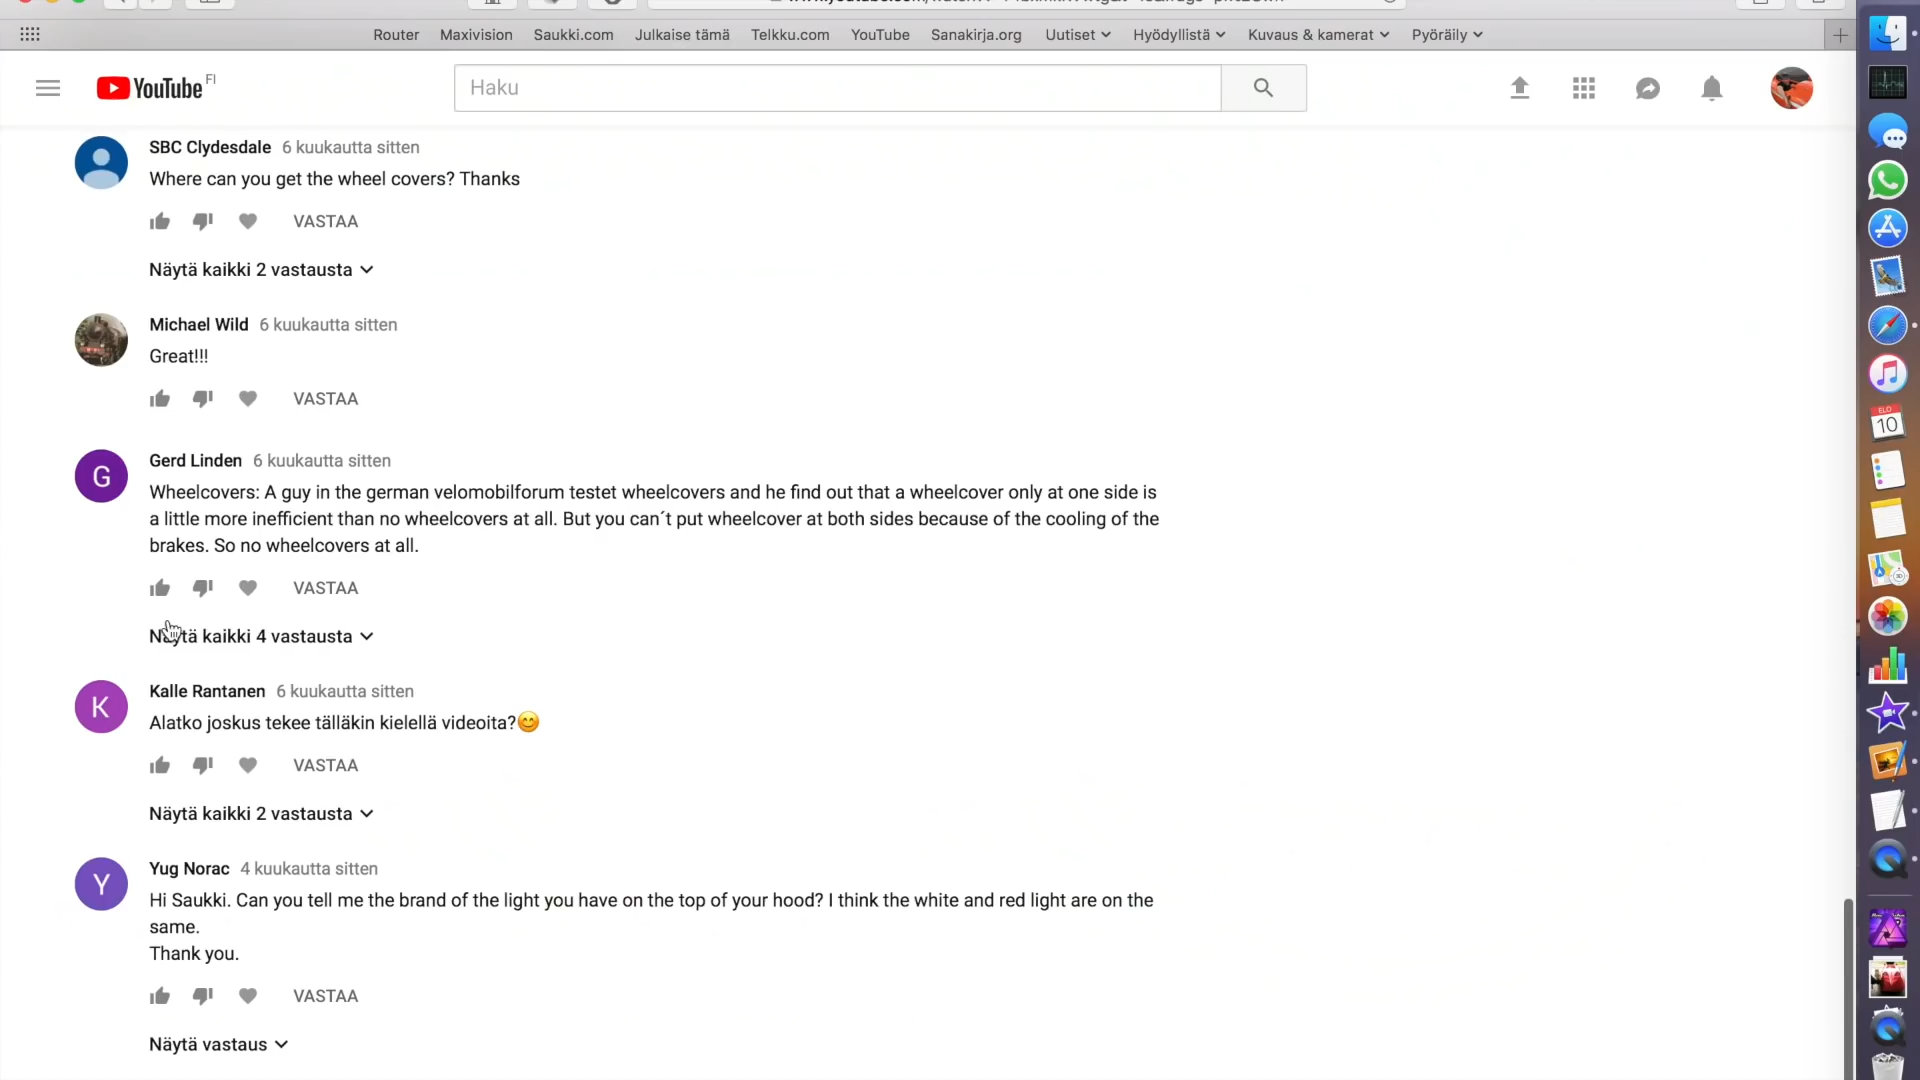 Router Maxivision Saukki.com Julkaise tämä Telkku.com YouTube Sanakirja.org Uutiset Hyödyllistä Kuvaus & kamerat Pyöräily
YouTube FI
Haku
SBC Clydesdale 6 kuukautta sitten
Where can you get the wheel covers? Thanks
VASTAA
Näytä kaikki 2 vastausta
Michael Wild 6 kuukautta sitten
Great!!!
VASTAA
G
Gerd Linden 6 kuukautta sitten
Wheelcovers: A guy in the german velomobilforum testet wheelcovers and he find out that a wheelcover only at one side is
a little more inefficient than no wheelcovers at all. But you can´t put wheelcover at both sides because of the cooling of the
brakes. So no wheelcovers at all.
VASTAA
Näytä kaikki 4 vastausta
K
Kalle Rantanen 6 kuukautta sitten
Alatko joskus tekee tälläkin kielellä videoita?😊
VASTAA
Näytä kaikki 2 vastausta
Y
Yug Norac 4 kuukautta sitten
Hi Saukki. Can you tell me the brand of the light you have on the top of your hood? I think the white and red light are on the
same.
Thank you.
VASTAA
Näytä vastaus
ELO
10
3D